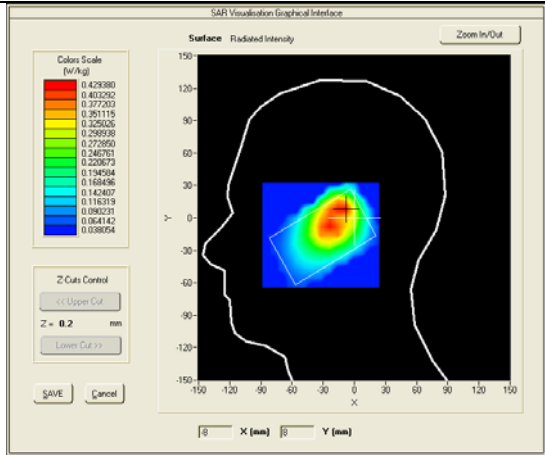 SAR Visualisation Graphical Interface
Surface Radiated Intensity
Zoom In/Out
Colors Scale
(W/kg)
0.429380
0.403292
0.377203
0.351115
0.325026
0.298938
0.272850
0.246761
0.220673
0.194584
0.168496
0.142407
0.116319
0.090231
0.064142
0.038054
150
120
90
60
30
0
-30
-60
-90
-120
-150
Y
-150 -120 -90 -60 -30 0 30 60 90 120 150
X
Z-Cuts Control
<< Upper Cut
Z = 0.2 mm
Lower Cut >>
SAVE Cancel
-8 X (mm) 8 Y (mm)